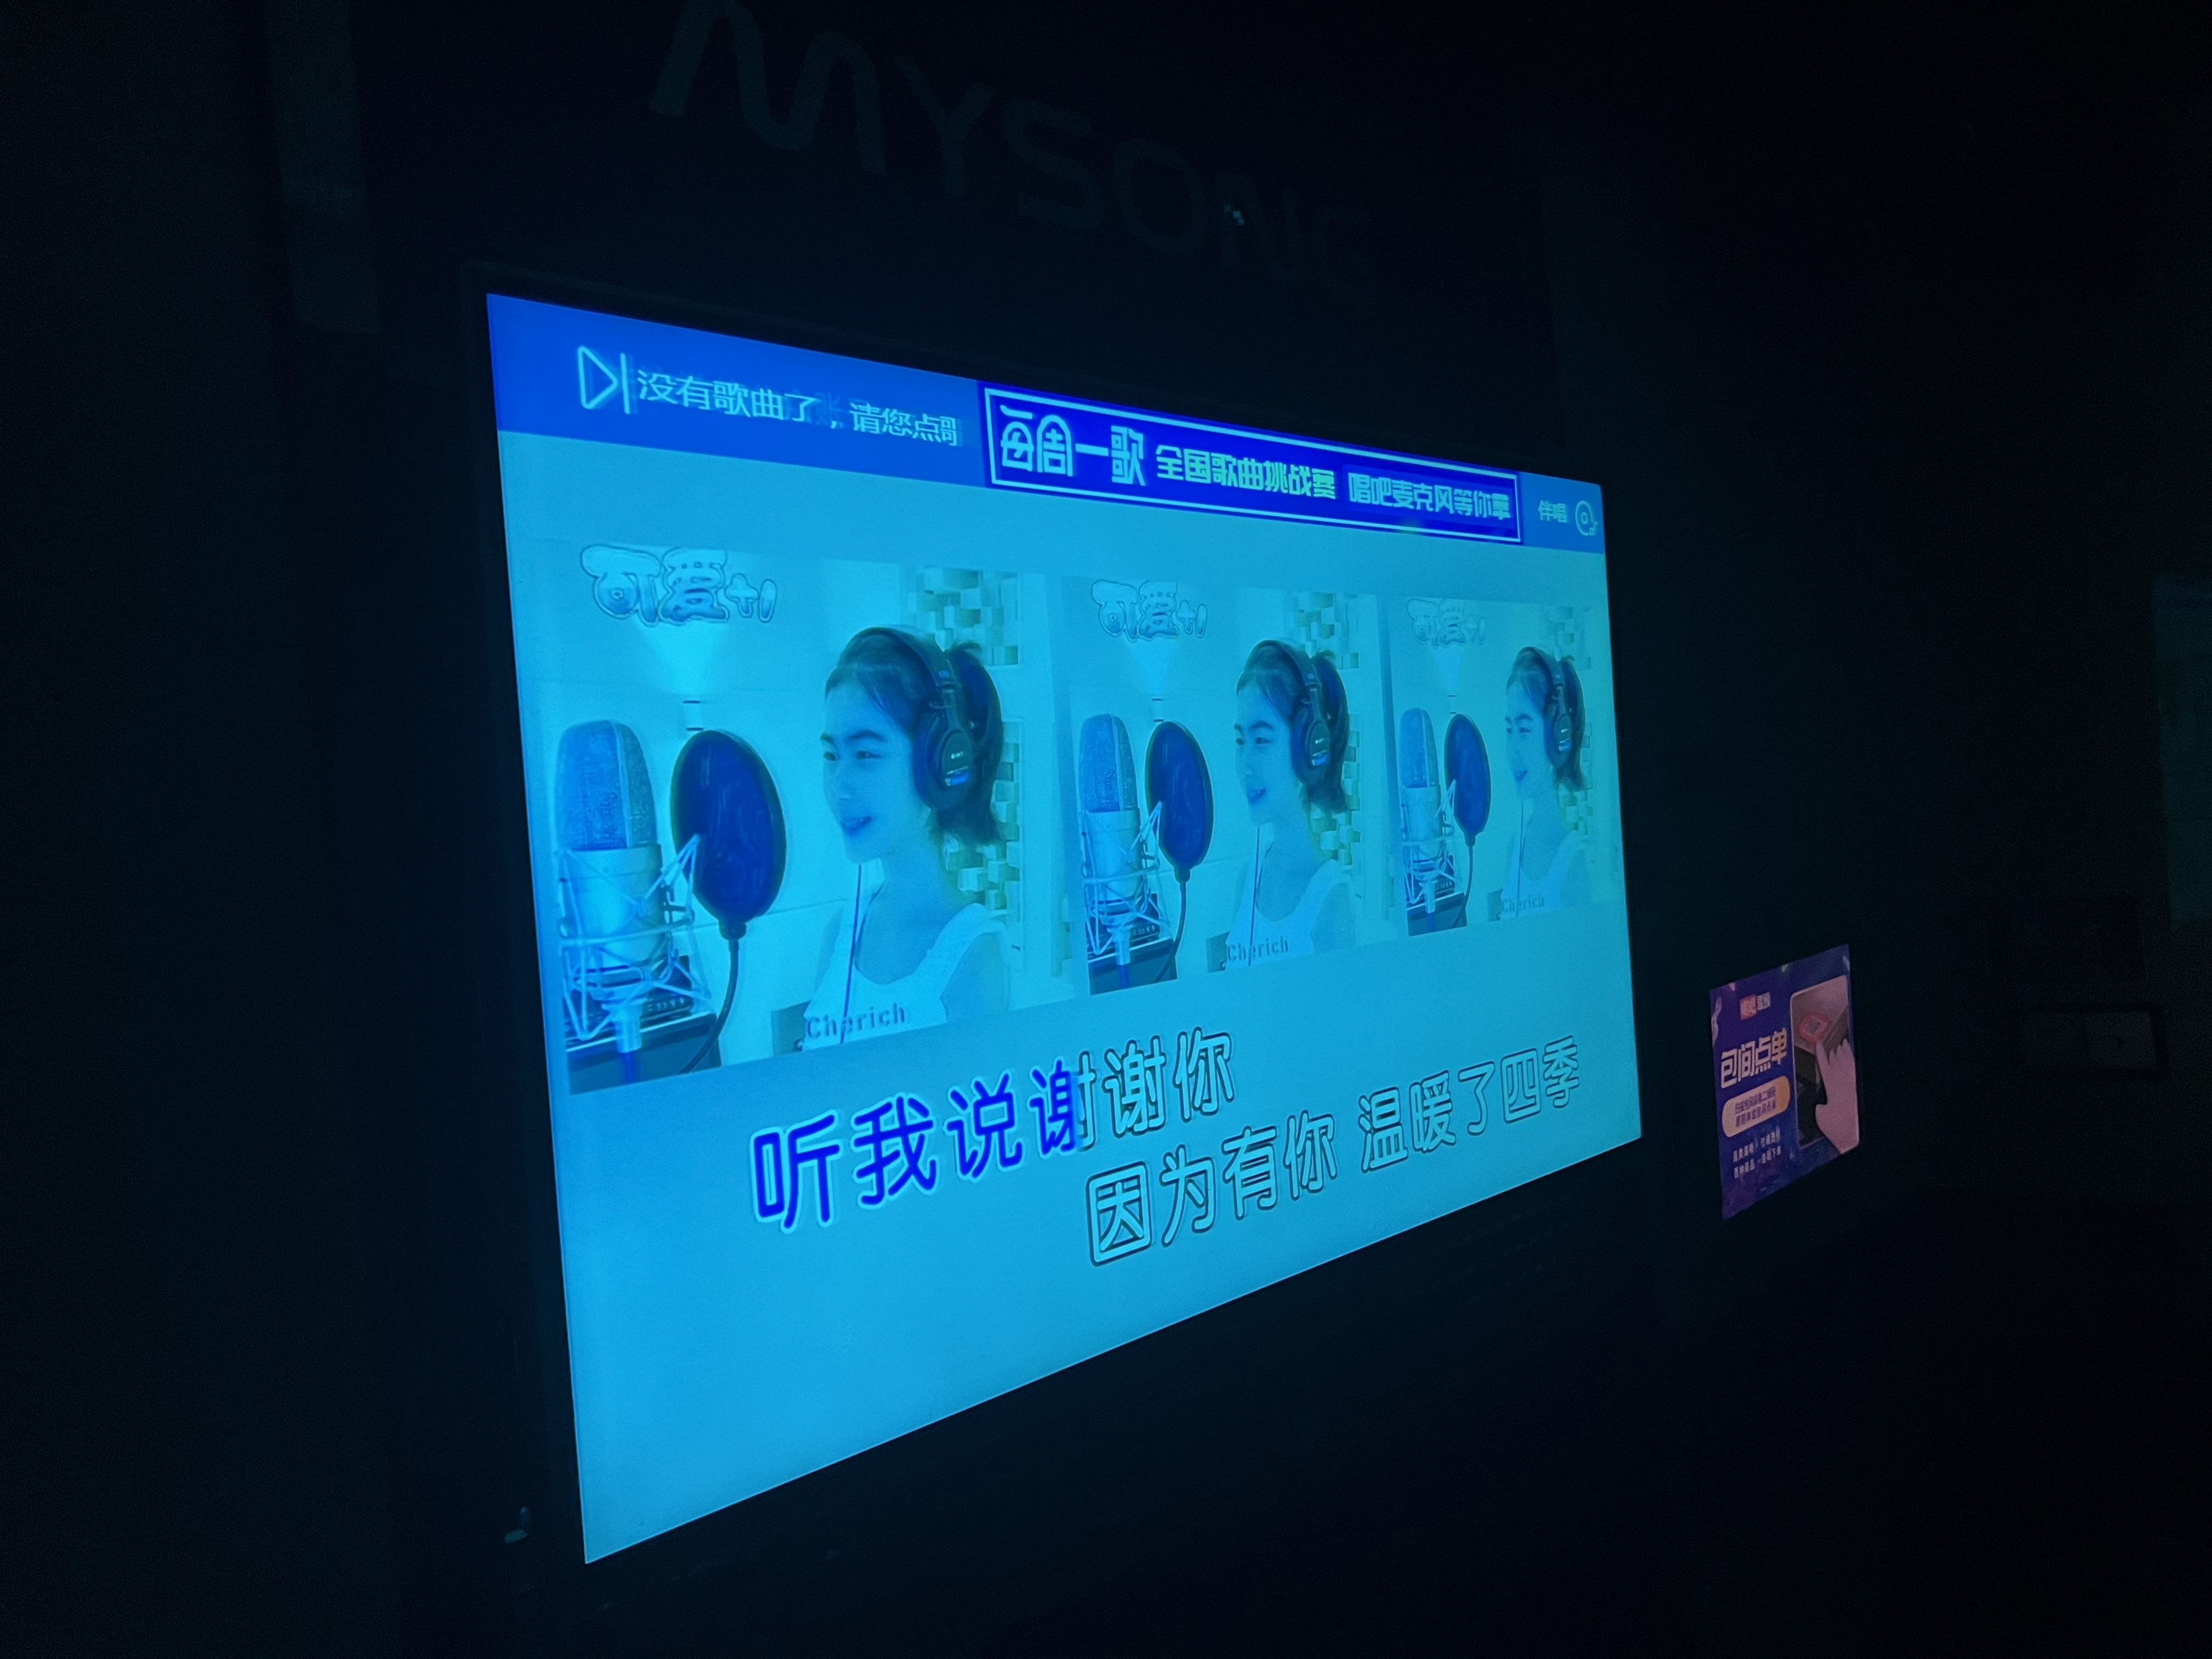 MYSONG
没有歌曲了，请您点歌
每周一歌 全国歌曲挑战赛 唱吧麦克风等你拿
伴唱
可爱
可爱
可爱
Cherich
Cherich
Cherich
听我说谢谢你
因为有你 温暖了四季
包间点单